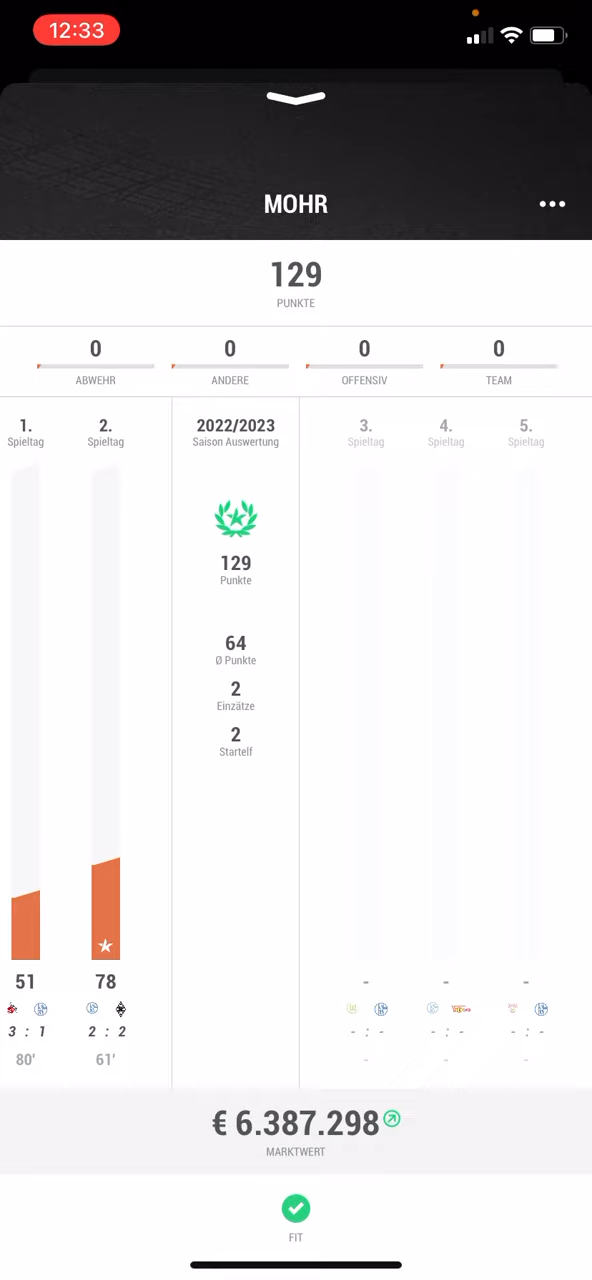 12:33
MOHR
129
PUNKTE
0 0 0 0
ABWEHR ANDERE OFFENSIV TEAM
1. 2. 2022/2023 3. 4. 5.
Spieltag Spieltag Saison Auswertung Spieltag Spieltag Spieltag
129
Punkte
64
Ø Punkte
2
Einzätze
2
Startelf
51 78 - - -
3 : 1 2 : 2 - : - - : - - : -
80' 61' - - -
€ 6.387.298
MARKTWERT
FIT